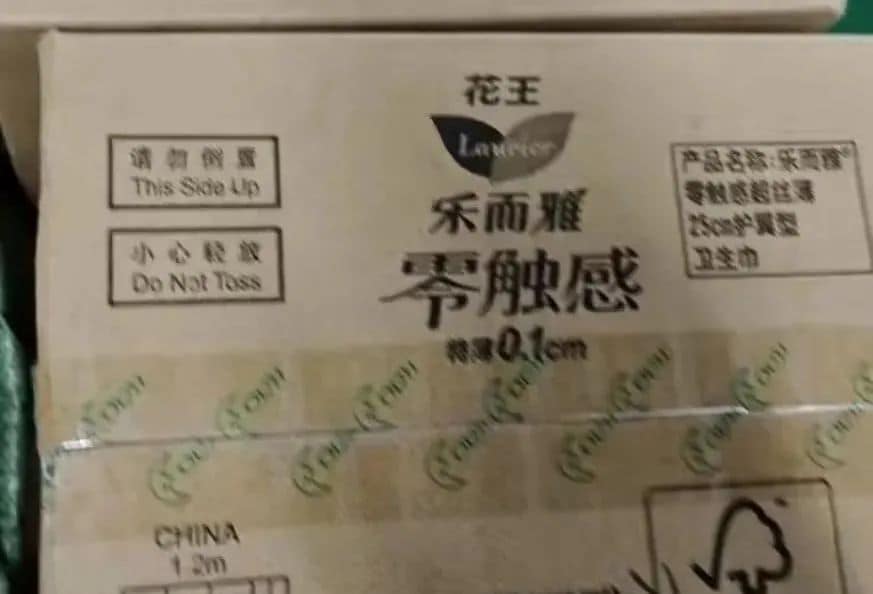 请勿倒置
This Side Up
小心轻放
Do Not Toss
花王
Laurier
乐而雅
零触感
特薄0.1cm
产品名称:乐而雅®
零触感超丝薄
25cm护翼型
卫生巾
CHINA
1 2m